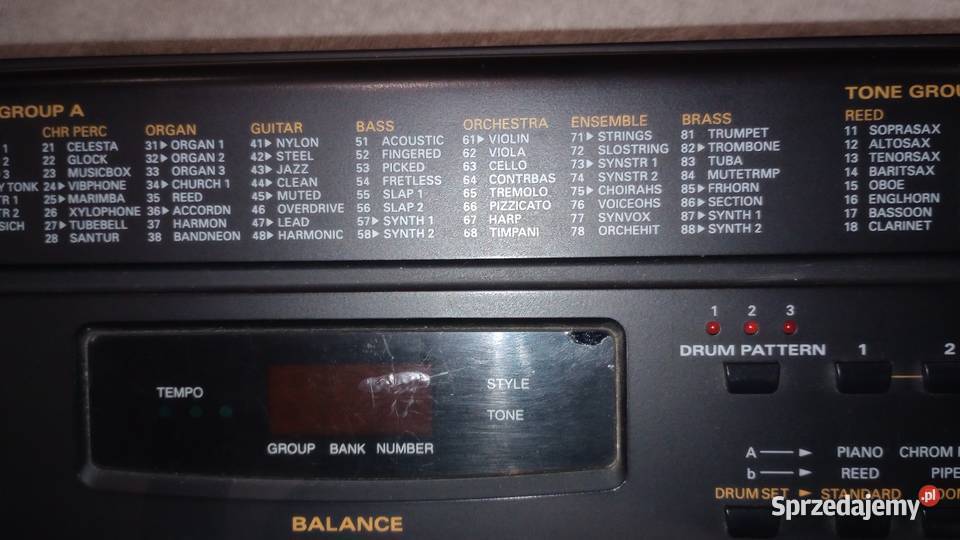 GROUP A
TONE GROU
CHR PERC
21 CELESTA
22 GLOCK
23 MUSICBOX
24▶VIBPHONE
25▶MARIMBA
26 XYLOPHONE
27▶TUBEBELL
28 SANTUR
1
2
Y TONK
TR 1
TR 2
SICH
ORGAN
31▶ORGAN 1
32▶ORGAN 2
33 ORGAN 3
34▶CHURCH 1
35 REED
36▶ACCORDN
37 HARMON
38 BANDNEON
GUITAR
41▶NYLON
42▶STEEL
43▶JAZZ
44▶CLEAN
45▶MUTED
46 OVERDRIVE
47▶LEAD
48▶HARMONIC
BASS
51 ACOUSTIC
52 FINGERED
53 PICKED
54 FRETLESS
55 SLAP 1
56 SLAP 2
57▶SYNTH 1
58▶SYNTH 2
ORCHESTRA
61▶VIOLIN
62 VIOLA
63 CELLO
64 CONTRBAS
65 TREMOLO
66 PIZZICATO
67 HARP
68 TIMPANI
ENSEMBLE
71▶STRINGS
72 SLOSTRING
73▶SYNSTR 1
74 SYNSTR 2
75▶CHOIRAHS
76 VOICEOHS
77 SYNVOX
78 ORCHEHIT
BRASS
81 TRUMPET
82▶TROMBONE
83 TUBA
84 MUTETRMP
85▶FRHORN
86▶SECTION
87▶SYNTH 1
88▶SYNTH 2
REED
11 SOPRASAX
12 ALTOSAX
13 TENORSAX
14 BARITSAX
15 OBOE
16 ENGLHORN
17 BASSOON
18 CLARINET
1 2 3
DRUM PATTERN 1 2
TEMPO
STYLE
TONE
GROUP BANK NUMBER
A PIANO CHROM
b REED PIPE
DRUM SET ▶ STANDARD
BALANCE
Sprzedajemy.pl